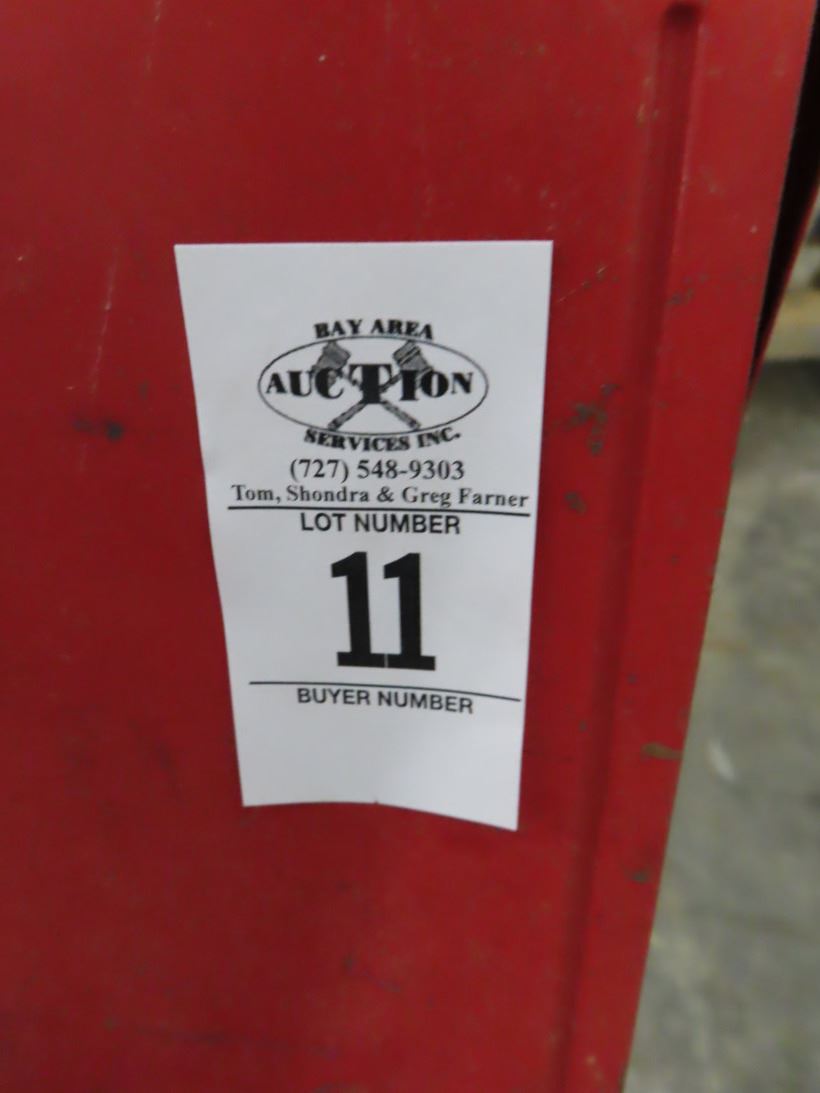 BAY AREA
AUCTION
SERVICES INC.
(727) 548-9303
Tom, Shondra & Greg Farner
LOT NUMBER
11
BUYER NUMBER